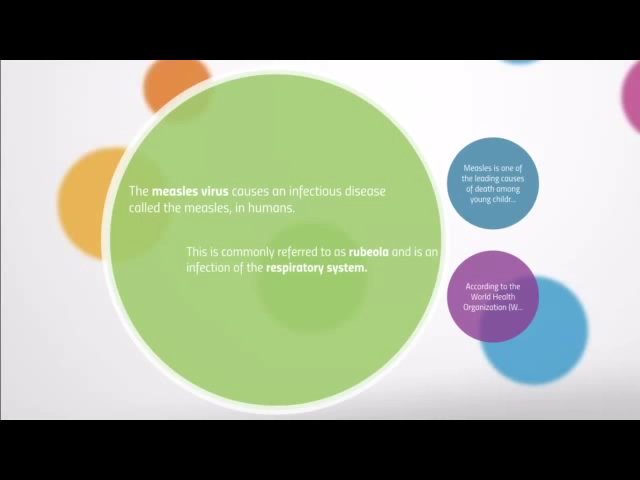 The measles virus causes an infectious disease
called the measles, in humans.
This is commonly referred to as rubeola and is an
infection of the respiratory system.
Measles is one of
the leading causes
of death among
young childr...
According to the
World Health
Organization (W...